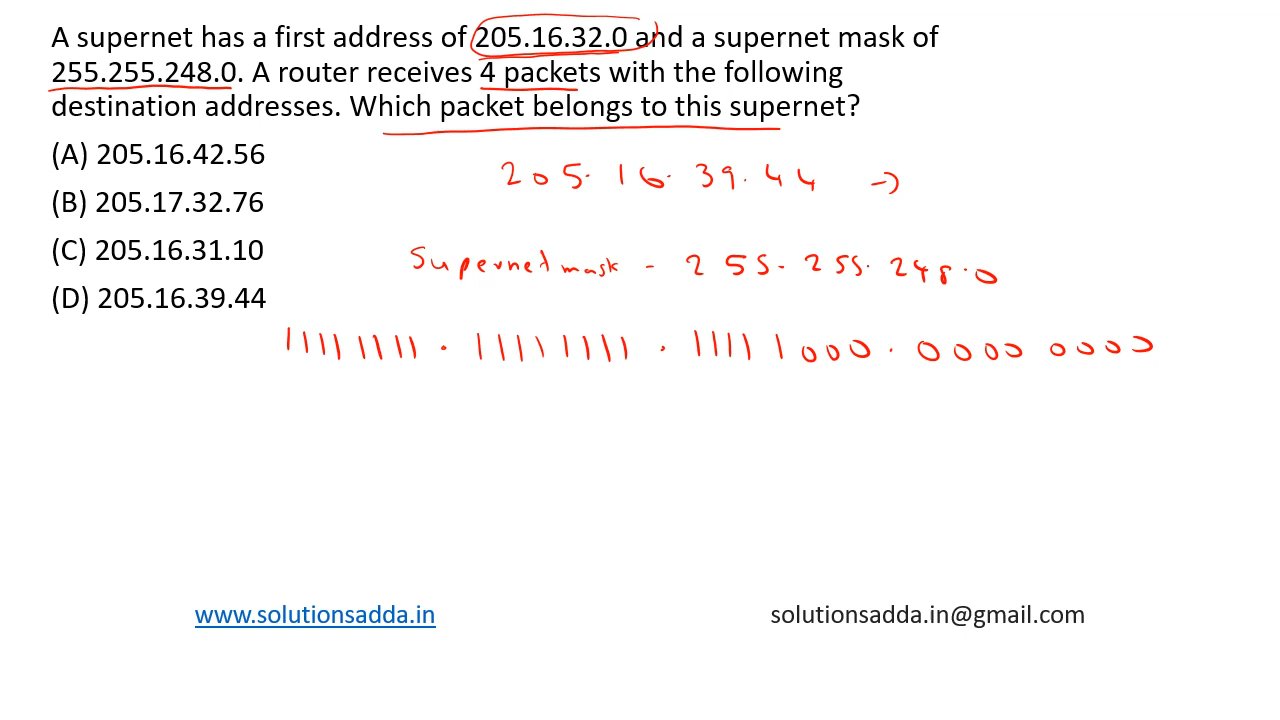 A supernet has a first address of 205.16.32.0 and a supernet mask of
255.255.248.0. A router receives 4 packets with the following
destination addresses. Which packet belongs to this supernet?
(A) 205.16.42.56
205.16.39.44 →
(B) 205.17.32.76
(C) 205.16.31.10
Supernet mask - 255.255.248.0
(D) 205.16.39.44
11111111.11111111.11111000.00000000
www.solutionsadda.in
solutionsadda.in@gmail.com